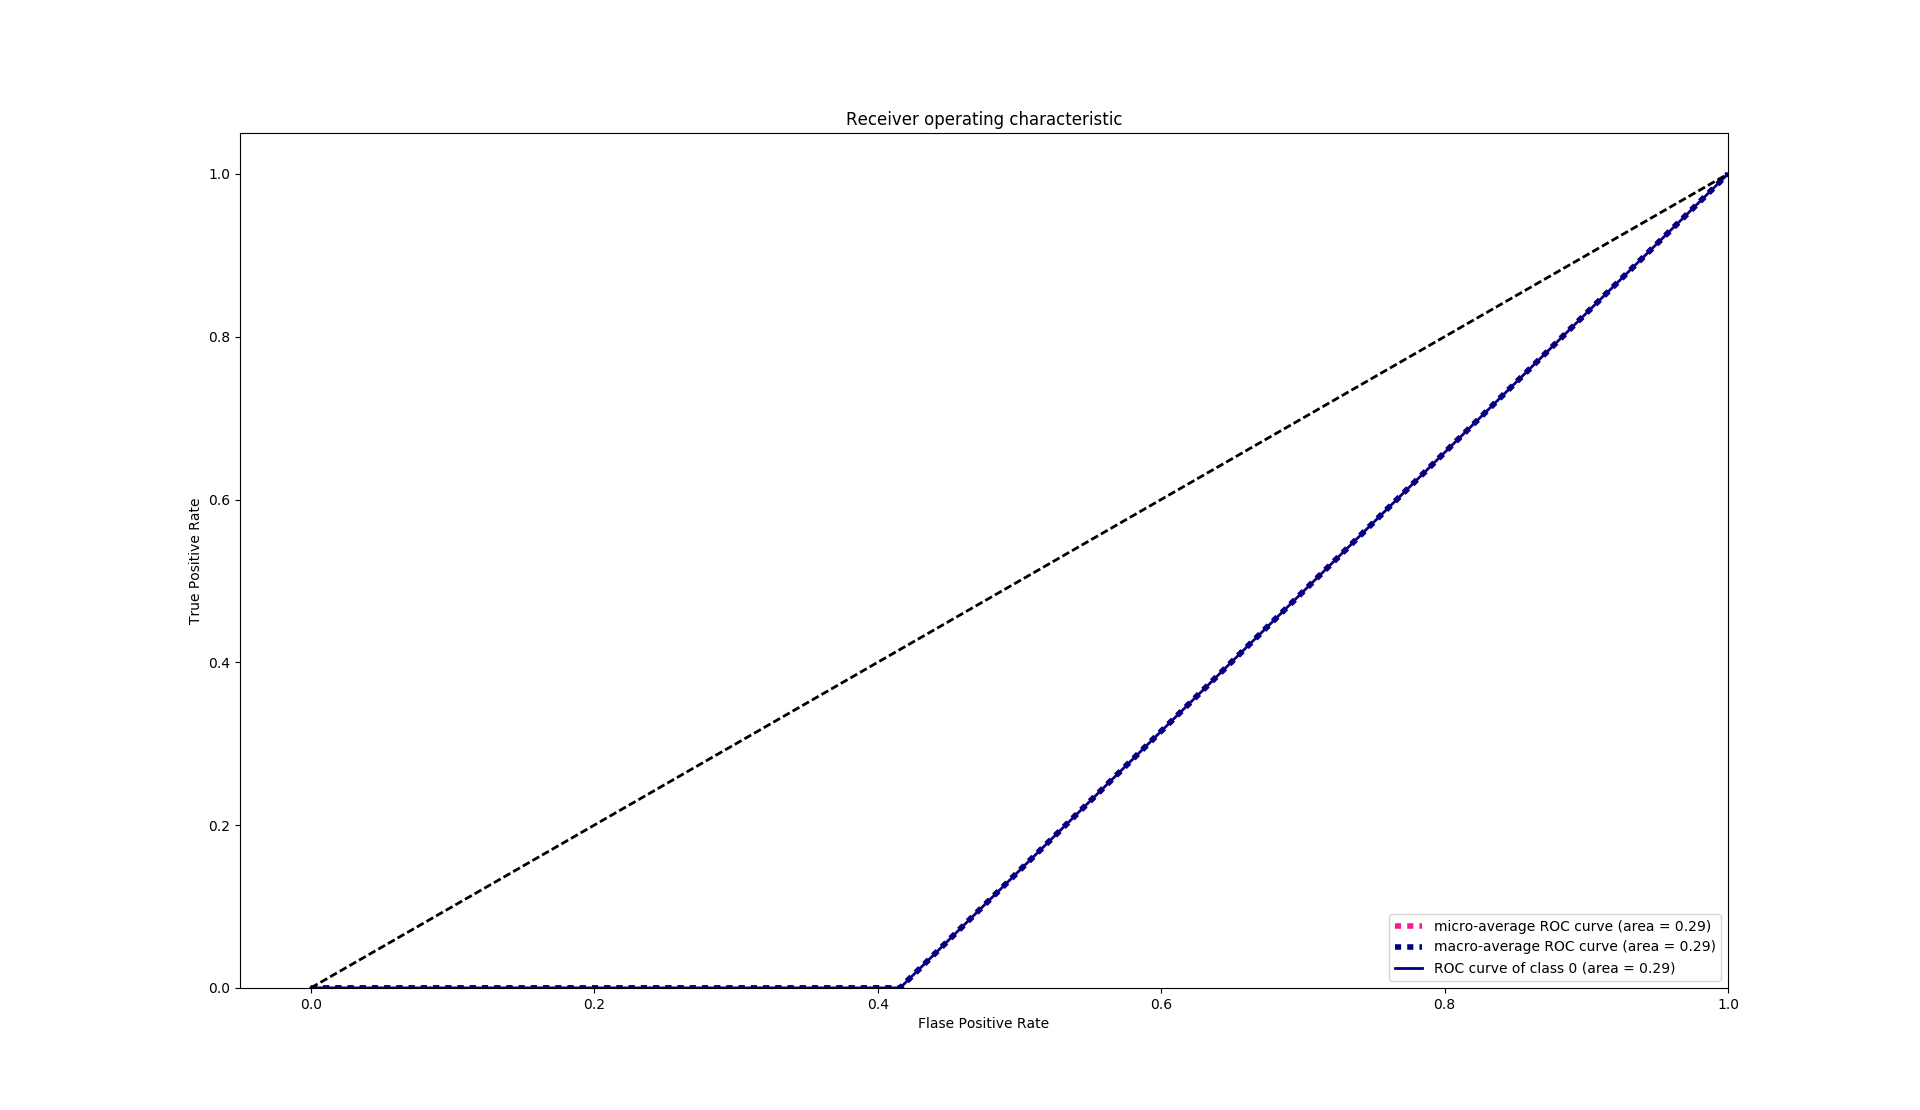 Receiver operating characteristic
1.0
0.8
0.6
0.4
0.2
0.0
True Positive Rate
0.0 0.2 0.4 0.6 0.8 1.0
Flase Positive Rate
micro-average ROC curve (area = 0.29)
macro-average ROC curve (area = 0.29)
ROC curve of class 0 (area = 0.29)